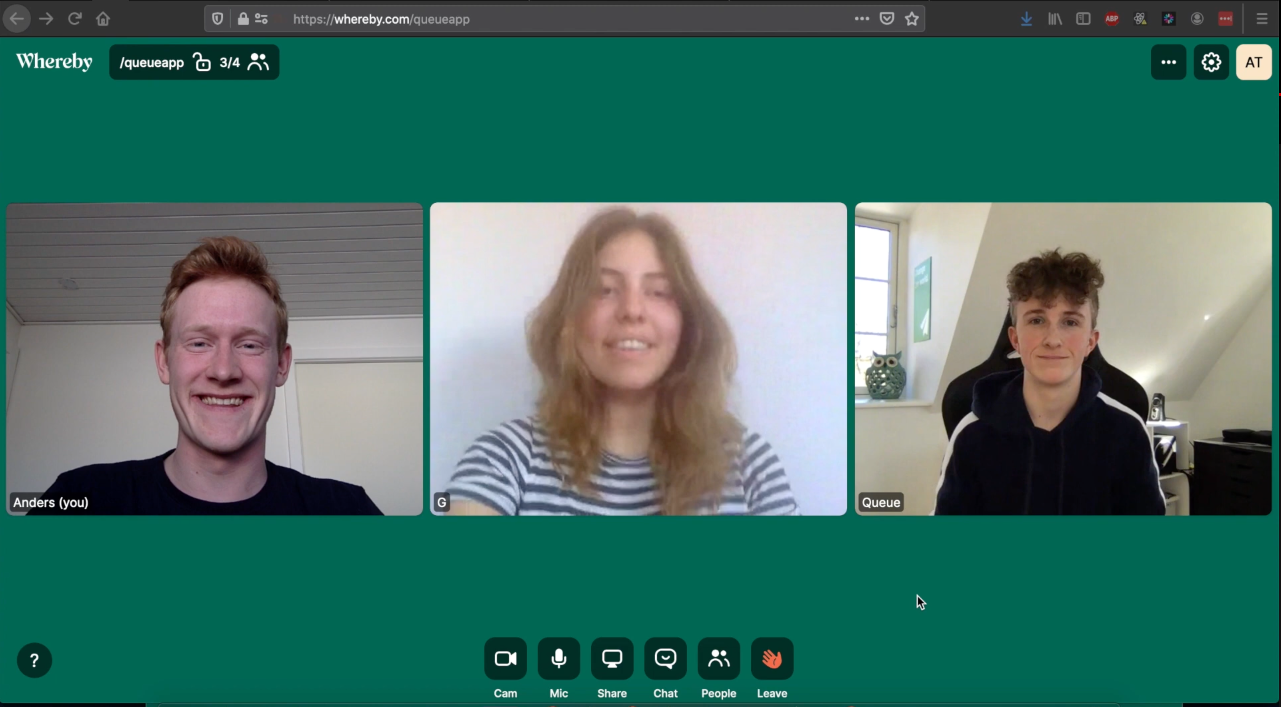 https://whereby.com/queueapp
ABP
Whereby
/queueapp 3/4
AT
Anders (you)
G
Queue
?
Cam Mic Share Chat People Leave